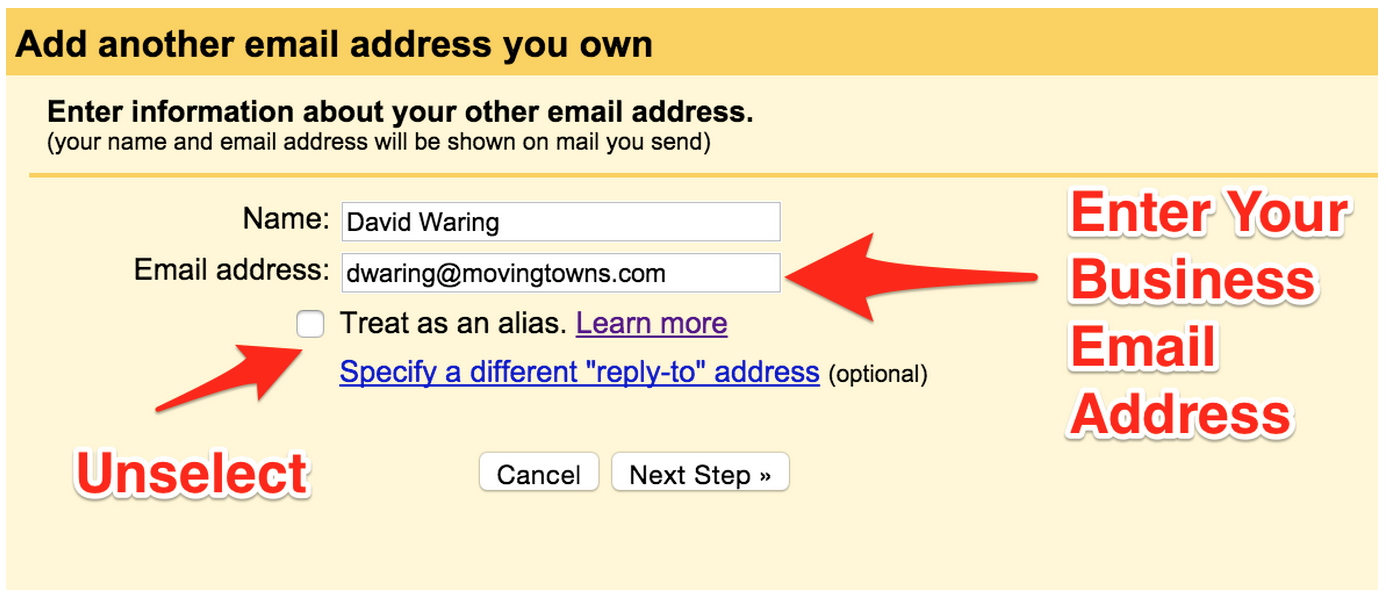 Add another email address you own
Enter information about your other email address.
(your name and email address will be shown on mail you send)
Name: David Waring
Email address: dwaring@movingtowns.com
Treat as an alias. Learn more
Specify a different "reply-to" address (optional)
Enter Your
Business
Email
Address
Unselect
Cancel
Next Step »